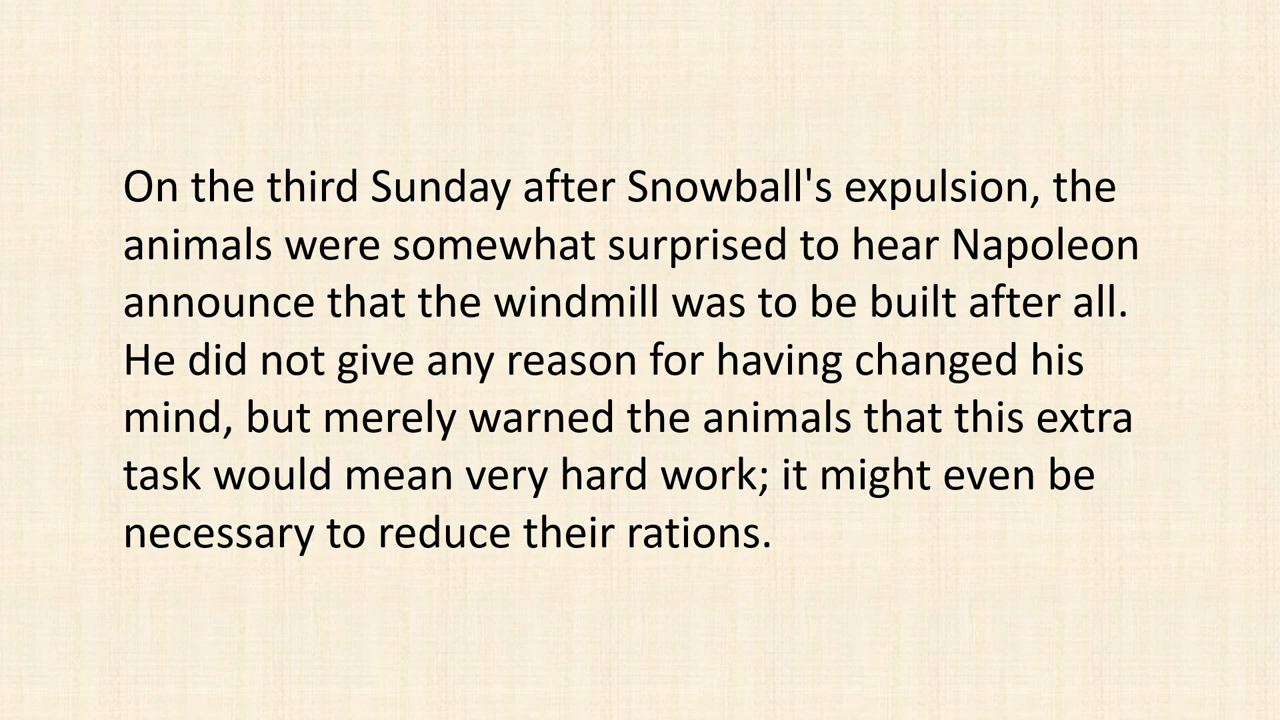 On the third Sunday after Snowball's expulsion, the
animals were somewhat surprised to hear Napoleon
announce that the windmill was to be built after all.
He did not give any reason for having changed his
mind, but merely warned the animals that this extra
task would mean very hard work; it might even be
necessary to reduce their rations.